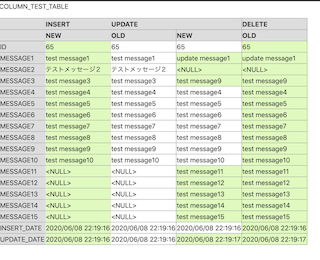 COLUMN_TEST_TABLE
INSERT UPDATE DELETE
NEW OLD NEW OLD
ID 65 65 65 65
MESSAGE1 test message1 test message1 update message1 update message1
MESSAGE2 テストメッセージ２ テストメッセージ２ <NULL> <NULL>
MESSAGE3 test message3 test message3 test message9 test message9
MESSAGE4 test message4 test message4 test message4 test message4
MESSAGE5 test message5 test message5 test message5 test message5
MESSAGE6 test message6 test message6 test message6 test message6
MESSAGE7 test message7 test message7 test message7 test message7
MESSAGE8 test message8 test message8 test message8 test message8
MESSAGE9 test message9 test message9 test message9 test message9
MESSAGE10 test message10 test message10 test message10 test message10
MESSAGE11 <NULL> <NULL> test message11 test message11
MESSAGE12 <NULL> <NULL> test message12 test message12
MESSAGE13 <NULL> <NULL> test message13 test message13
MESSAGE14 <NULL> <NULL> test message14 test message14
MESSAGE15 <NULL> <NULL> test message15 test message15
INSERT_DATE 2020/06/08 22:19:16 2020/06/08 22:19:16 2020/06/08 22:19:16 2020/06/08 22:19:16
UPDATE_DATE 2020/06/08 22:19:16 2020/06/08 22:19:16 2020/06/08 22:19:17 2020/06/08 22:19:17